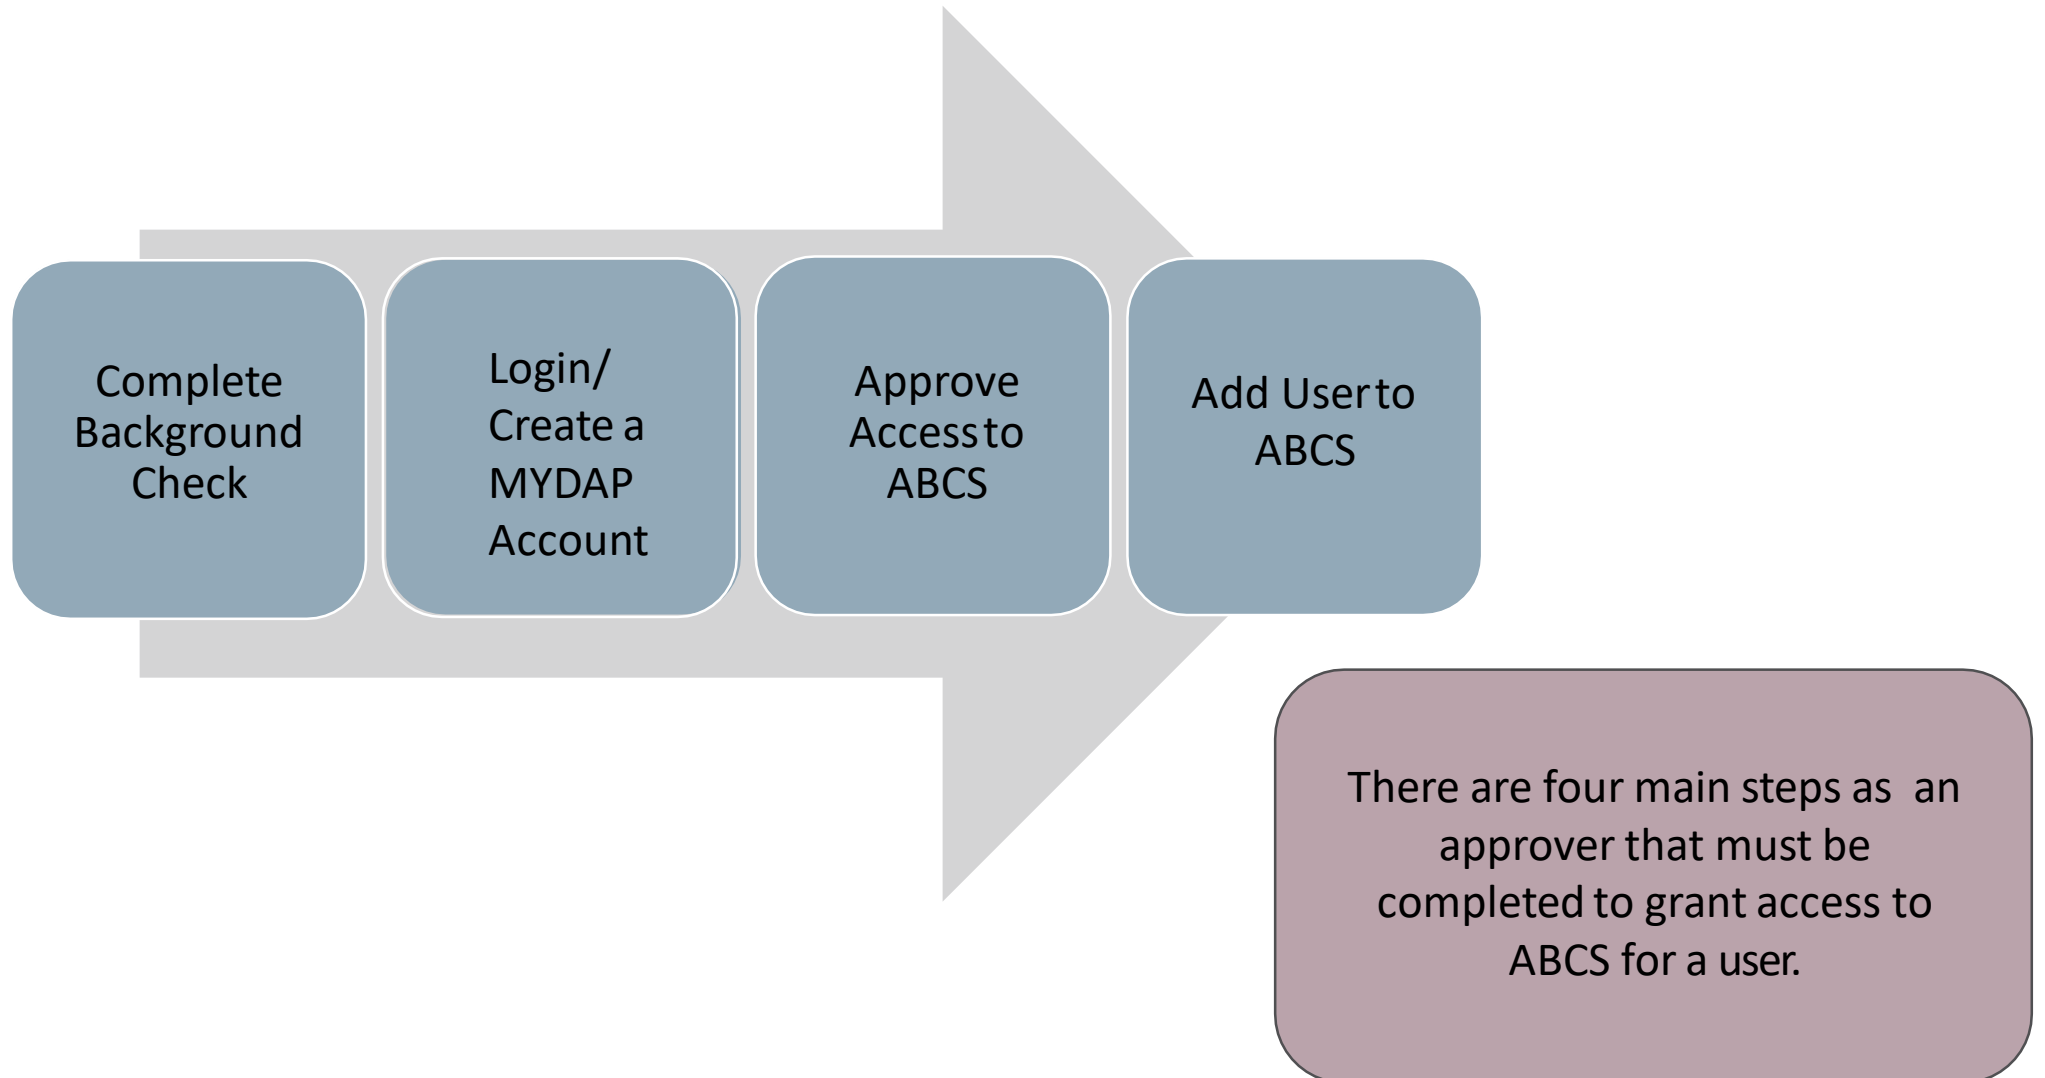 Complete
Background
Check
Login/
Create a
MYDAP
Account
Approve
Access to
ABCS
Add User to
ABCS
There are four main steps as an
approver that must be
completed to grant access to
ABCS for a user.